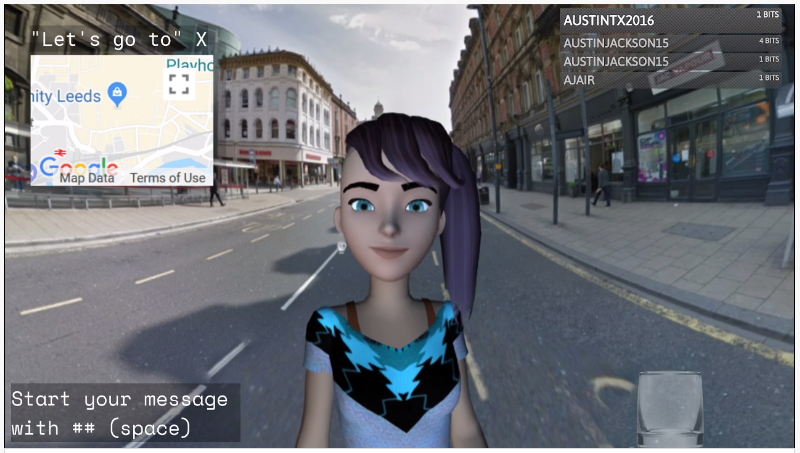 "Let's go to" X
Playho
nity Leeds
Google
Map Data
Terms of Use
AUSTINTX2016
1 BITS
AUSTINJACKSON15
4 BITS
AUSTINJACKSON15
1 BITS
AJAIR
1 BITS
Start your message
with ## (space)